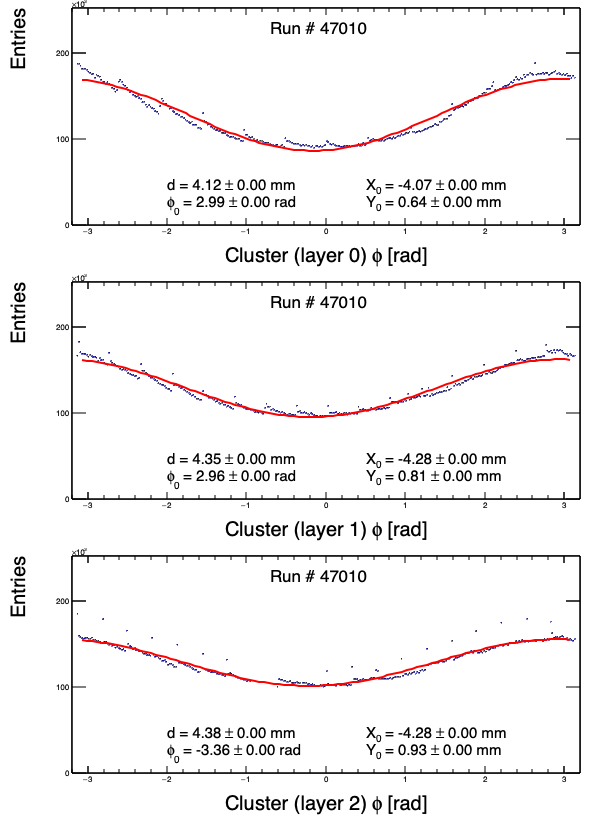 ×10²
Entries
200
100
0
Run # 47010
d = 4.12 ± 0.00 mm
ϕ₀ = 2.99 ± 0.00 rad
X₀ = -4.07 ± 0.00 mm
Y₀ = 0.64 ± 0.00 mm
−3 −2 −1 0 1 2 3
Cluster (layer 0) ϕ [rad]
×10²
Entries
200
100
0
Run # 47010
d = 4.35 ± 0.00 mm
ϕ₀ = 2.96 ± 0.00 rad
X₀ = -4.28 ± 0.00 mm
Y₀ = 0.81 ± 0.00 mm
−3 −2 −1 0 1 2 3
Cluster (layer 1) ϕ [rad]
×10²
Entries
200
100
0
Run # 47010
d = 4.38 ± 0.00 mm
ϕ₀ = -3.36 ± 0.00 rad
X₀ = -4.28 ± 0.00 mm
Y₀ = 0.93 ± 0.00 mm
−3 −2 −1 0 1 2 3
Cluster (layer 2) ϕ [rad]